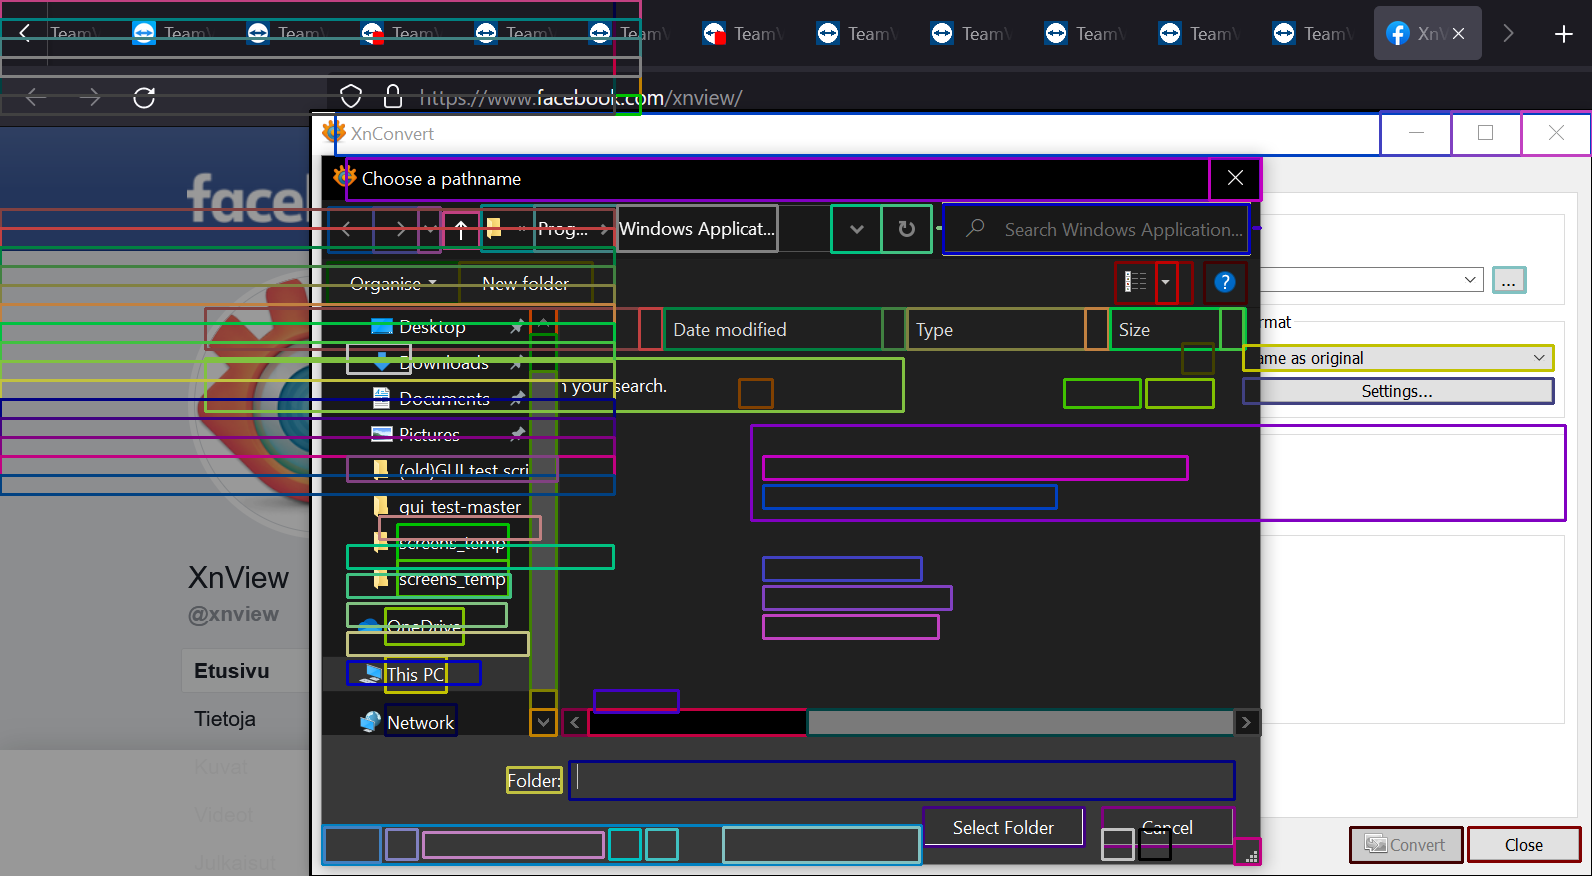 Team Team Team Team Team Team Team Team Team Team Team Team XnV
https://www.facebook.com/xnview/
XnConvert
Choose a pathname
faceb
« Prog... Windows Applicat... Search Windows Application...
Organise New folder
...
Desktop Date modified Type Size
rmat
Downloads ame as original
n your search.
Documents Settings...
Pictures
(old)GUI test scri
gui_test-master
screens_temp
screens_temp
XnView
@xnview
OneDrive
Etusivu This PC
Tietoja Network
Kuvat
Folder:
Videot
Select Folder Cancel
Convert Close
Julkaisut